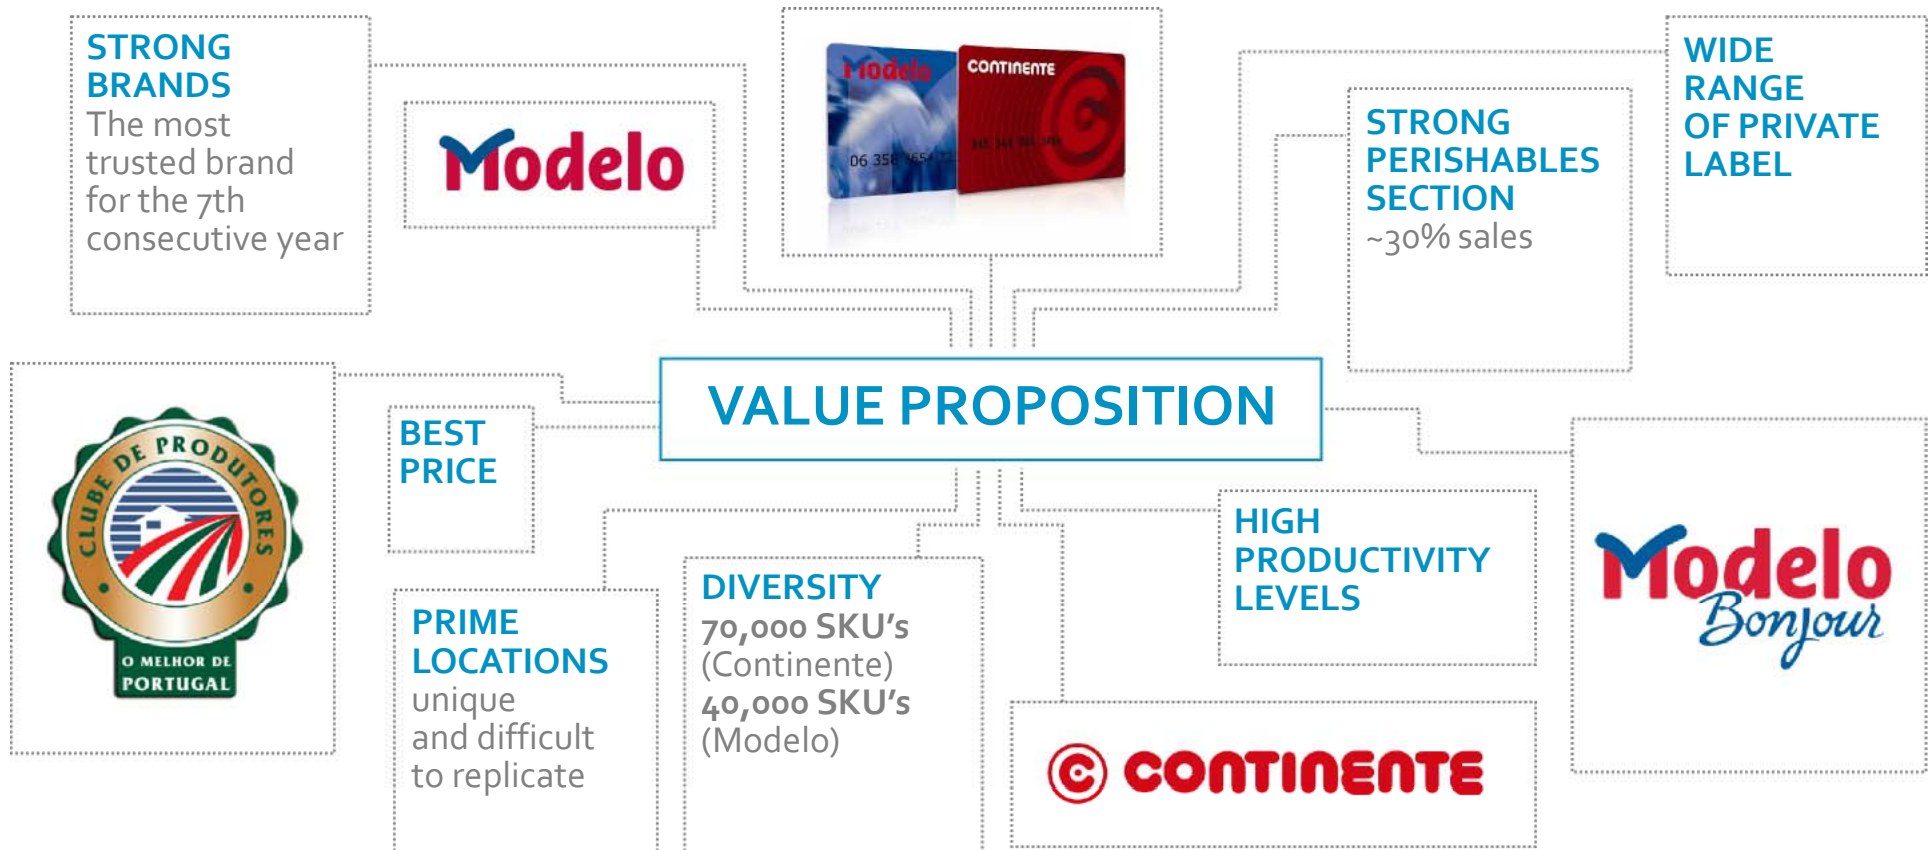 STRONG
BRANDS
The most
trusted brand
for the 7th
consecutive year
Modelo
Modelo
CONTINENTE
06 358
STRONG
PERISHABLES
SECTION
~30% sales
WIDE
RANGE
OF PRIVATE
LABEL
VALUE PROPOSITION
CLUBE DE PRODUTORES
O MELHOR DE
PORTUGAL
BEST
PRICE
PRIME
LOCATIONS
unique
and difficult
to replicate
DIVERSITY
70,000 SKU's
(Continente)
40,000 SKU's
(Modelo)
HIGH
PRODUCTIVITY
LEVELS
CONTINENTE
Modelo
Bonjour